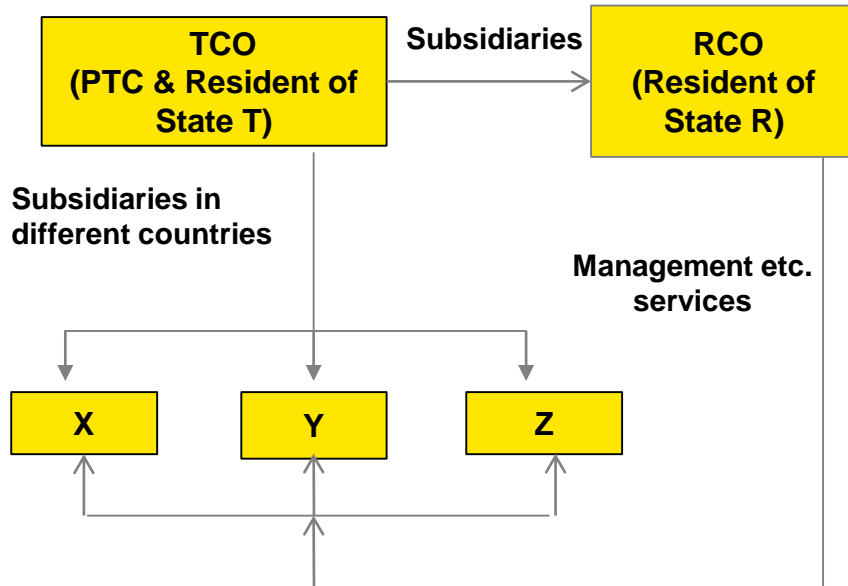 TCO
(PTC & Resident of
State T)
Subsidiaries
RCO
(Resident of
State R)
Subsidiaries in
different countries
Management etc.
services
X
Y
Z